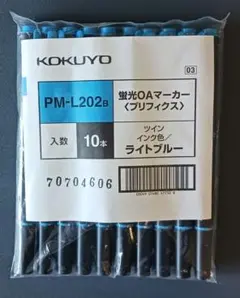 KOKUYO
03
PM-L202B
蛍光OAマーカー
〈プリフィクス〉
入数 10本
ツイン
インク色／
ライトブルー
70704606